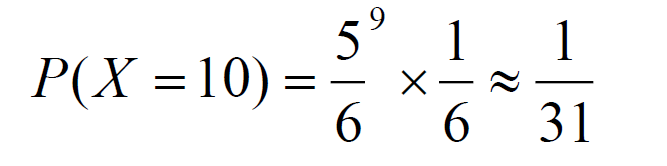 P(X = 10) = 5/6^9 × 1/6 ≈ 1/31